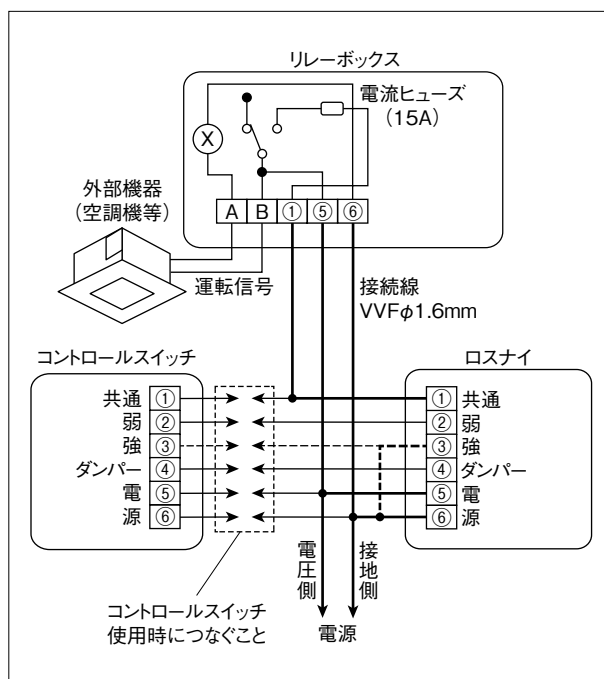 リレーボックス
電流ヒューズ
（15A）
X
A B ① ⑤ ⑥
外部機器
（空調機等）
運転信号
接続線
VVFφ1.6mm
コントロールスイッチ
共通 ①
弱 ②
強 ③
ダンパー ④
電 ⑤
源 ⑥
ロスナイ
① 共通
② 弱
③ 強
④ ダンパー
⑤ 電
⑥ 源
電圧側
接地側
電源
コントロールスイッチ
使用時につなぐこと